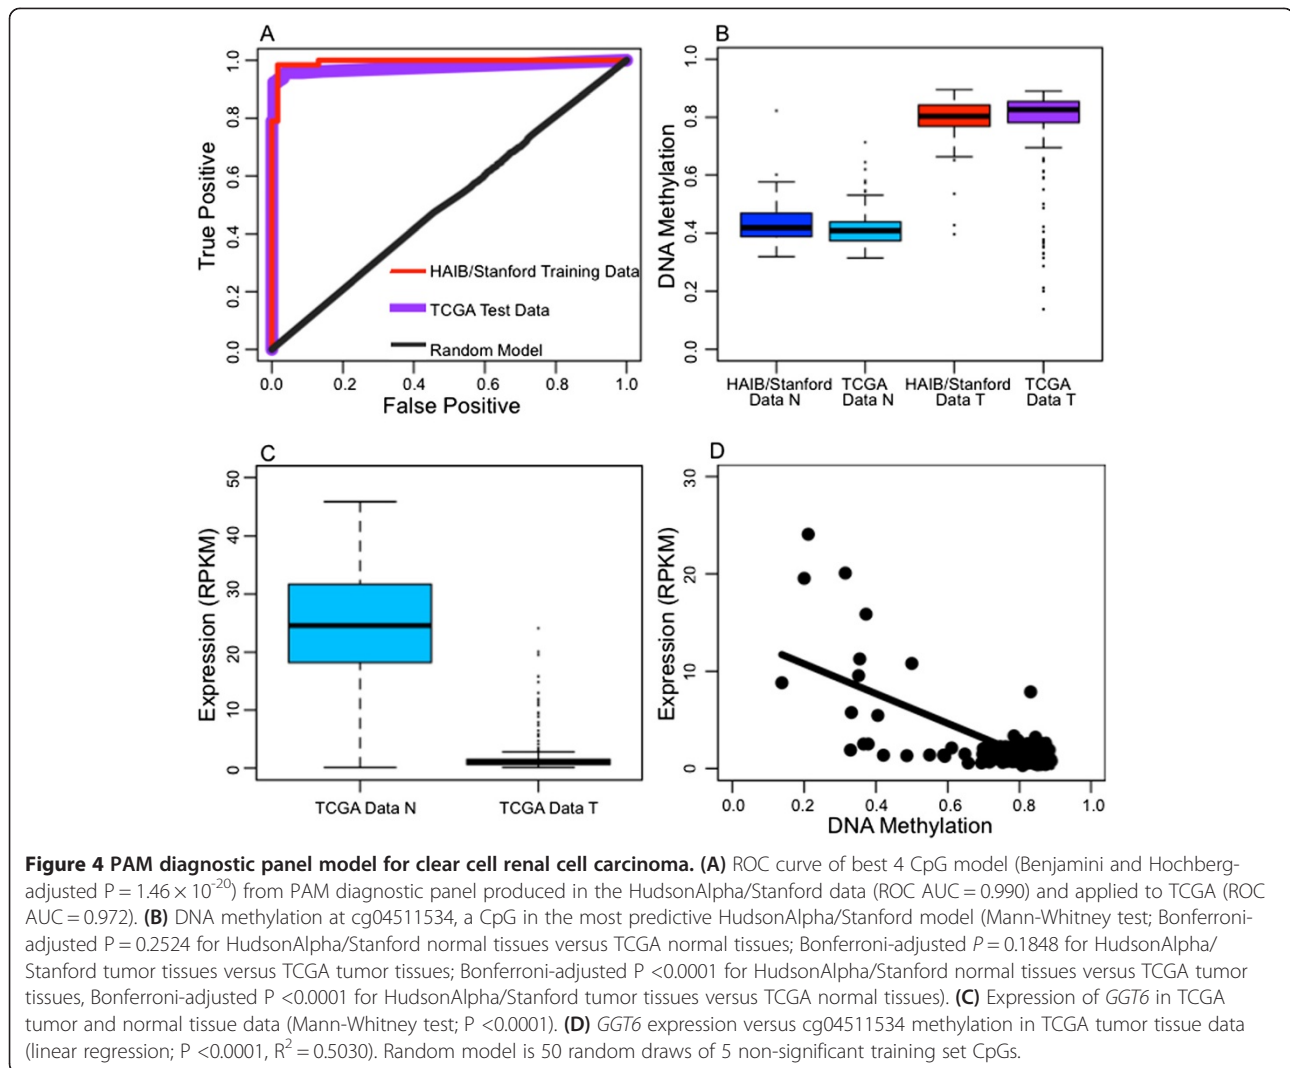 A
True Positive
1.0
0.8
0.6
0.4
0.2
0.0
HAIB/Stanford Training Data
TCGA Test Data
Random Model
0.0 0.2 0.4 0.6 0.8 1.0
False Positive
B
DNA Methylation
1.0
0.8
0.6
0.4
0.2
0.0
HAIB/Stanford TCGA HAIB/Stanford TCGA
Data N Data N Data T Data T
C
Expression (RPKM)
50
40
30
20
10
0
TCGA Data N TCGA Data T
D
Expression (RPKM)
30
20
10
0
0.0 0.2 0.4 0.6 0.8 1.0
DNA Methylation
Figure 4 PAM diagnostic panel model for clear cell renal cell carcinoma. (A) ROC curve of best 4 CpG model (Benjamini and Hochberg-
adjusted P = 1.46 × 10⁻²⁰) from PAM diagnostic panel produced in the HudsonAlpha/Stanford data (ROC AUC = 0.990) and applied to TCGA (ROC
AUC = 0.972). (B) DNA methylation at cg04511534, a CpG in the most predictive HudsonAlpha/Stanford model (Mann-Whitney test; Bonferroni-
adjusted P = 0.2524 for HudsonAlpha/Stanford normal tissues versus TCGA normal tissues; Bonferroni-adjusted P = 0.1848 for HudsonAlpha/
Stanford tumor tissues versus TCGA tumor tissues; Bonferroni-adjusted P <0.0001 for HudsonAlpha/Stanford normal tissues versus TCGA tumor
tissues, Bonferroni-adjusted P <0.0001 for HudsonAlpha/Stanford tumor tissues versus TCGA normal tissues). (C) Expression of GGT6 in TCGA
tumor and normal tissue data (Mann-Whitney test; P <0.0001). (D) GGT6 expression versus cg04511534 methylation in TCGA tumor tissue data
(linear regression; P <0.0001, R² = 0.5030). Random model is 50 random draws of 5 non-significant training set CpGs.